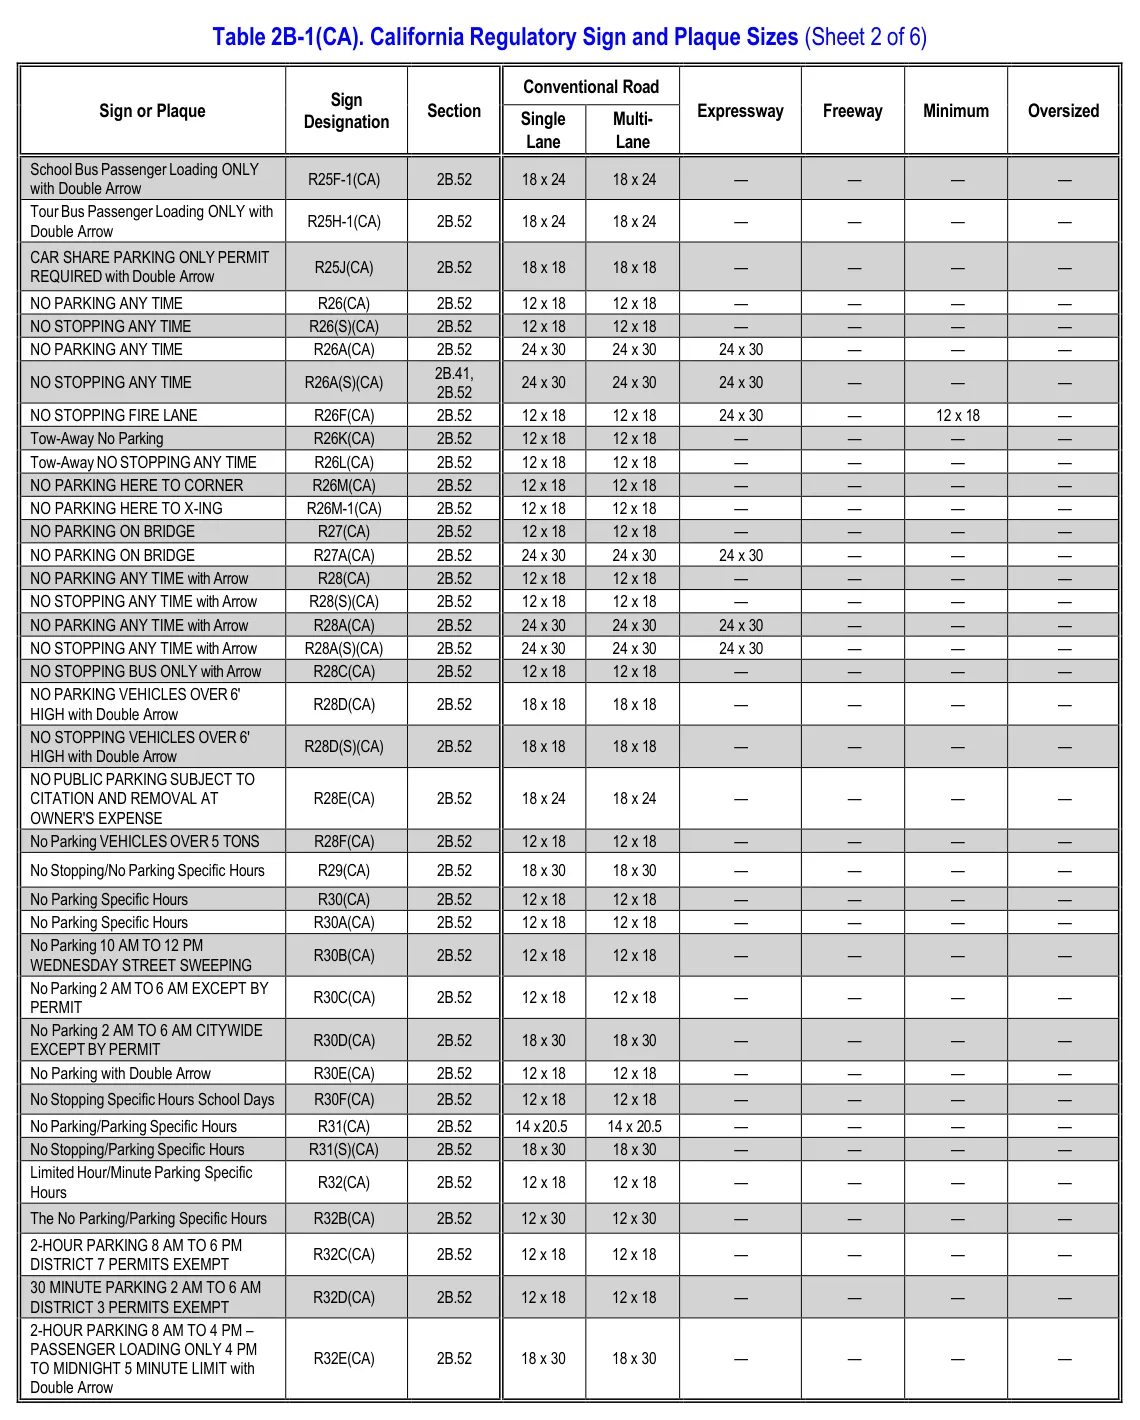 Table 2B-1(CA). California Regulatory Sign and Plaque Sizes (Sheet 2 of 6)
Sign or Plaque | Sign Designation | Section | Conventional Road Single Lane | Conventional Road Multi-Lane | Expressway | Freeway | Minimum | Oversized
School Bus Passenger Loading ONLY with Double Arrow | R25F-1(CA) | 2B.52 | 18 x 24 | 18 x 24 | — | — | — | —
Tour Bus Passenger Loading ONLY with Double Arrow | R25H-1(CA) | 2B.52 | 18 x 24 | 18 x 24 | — | — | — | —
CAR SHARE PARKING ONLY PERMIT REQUIRED with Double Arrow | R25J(CA) | 2B.52 | 18 x 18 | 18 x 18 | — | — | — | —
NO PARKING ANY TIME | R26(CA) | 2B.52 | 12 x 18 | 12 x 18 | — | — | — | —
NO STOPPING ANY TIME | R26(S)(CA) | 2B.52 | 12 x 18 | 12 x 18 | — | — | — | —
NO PARKING ANY TIME | R26A(CA) | 2B.52 | 24 x 30 | 24 x 30 | 24 x 30 | — | — | —
NO STOPPING ANY TIME | R26A(S)(CA) | 2B.41, 2B.52 | 24 x 30 | 24 x 30 | 24 x 30 | — | — | —
NO STOPPING FIRE LANE | R26F(CA) | 2B.52 | 12 x 18 | 12 x 18 | 24 x 30 | — | 12 x 18 | —
Tow-Away No Parking | R26K(CA) | 2B.52 | 12 x 18 | 12 x 18 | — | — | — | —
Tow-Away NO STOPPING ANY TIME | R26L(CA) | 2B.52 | 12 x 18 | 12 x 18 | — | — | — | —
NO PARKING HERE TO CORNER | R26M(CA) | 2B.52 | 12 x 18 | 12 x 18 | — | — | — | —
NO PARKING HERE TO X-ING | R26M-1(CA) | 2B.52 | 12 x 18 | 12 x 18 | — | — | — | —
NO PARKING ON BRIDGE | R27(CA) | 2B.52 | 12 x 18 | 12 x 18 | — | — | — | —
NO PARKING ON BRIDGE | R27A(CA) | 2B.52 | 24 x 30 | 24 x 30 | 24 x 30 | — | — | —
NO PARKING ANY TIME with Arrow | R28(CA) | 2B.52 | 12 x 18 | 12 x 18 | — | — | — | —
NO STOPPING ANY TIME with Arrow | R28(S)(CA) | 2B.52 | 12 x 18 | 12 x 18 | — | — | — | —
NO PARKING ANY TIME with Arrow | R28A(CA) | 2B.52 | 24 x 30 | 24 x 30 | 24 x 30 | — | — | —
NO STOPPING ANY TIME with Arrow | R28A(S)(CA) | 2B.52 | 24 x 30 | 24 x 30 | 24 x 30 | — | — | —
NO STOPPING BUS ONLY with Arrow | R28C(CA) | 2B.52 | 12 x 18 | 12 x 18 | — | — | — | —
NO PARKING VEHICLES OVER 6' HIGH with Double Arrow | R28D(CA) | 2B.52 | 18 x 18 | 18 x 18 | — | — | — | —
NO STOPPING VEHICLES OVER 6' HIGH with Double Arrow | R28D(S)(CA) | 2B.52 | 18 x 18 | 18 x 18 | — | — | — | —
NO PUBLIC PARKING SUBJECT TO CITATION AND REMOVAL AT OWNER'S EXPENSE | R28E(CA) | 2B.52 | 18 x 24 | 18 x 24 | — | — | — | —
No Parking VEHICLES OVER 5 TONS | R28F(CA) | 2B.52 | 12 x 18 | 12 x 18 | — | — | — | —
No Stopping/No Parking Specific Hours | R29(CA) | 2B.52 | 18 x 30 | 18 x 30 | — | — | — | —
No Parking Specific Hours | R30(CA) | 2B.52 | 12 x 18 | 12 x 18 | — | — | — | —
No Parking Specific Hours | R30A(CA) | 2B.52 | 12 x 18 | 12 x 18 | — | — | — | —
No Parking 10 AM TO 12 PM WEDNESDAY STREET SWEEPING | R30B(CA) | 2B.52 | 12 x 18 | 12 x 18 | — | — | — | —
No Parking 2 AM TO 6 AM EXCEPT BY PERMIT | R30C(CA) | 2B.52 | 12 x 18 | 12 x 18 | — | — | — | —
No Parking 2 AM TO 6 AM CITYWIDE EXCEPT BY PERMIT | R30D(CA) | 2B.52 | 18 x 30 | 18 x 30 | — | — | — | —
No Parking with Double Arrow | R30E(CA) | 2B.52 | 12 x 18 | 12 x 18 | — | — | — | —
No Stopping Specific Hours School Days | R30F(CA) | 2B.52 | 12 x 18 | 12 x 18 | — | — | — | —
No Parking/Parking Specific Hours | R31(CA) | 2B.52 | 14 x 20.5 | 14 x 20.5 | — | — | — | —
No Stopping/Parking Specific Hours | R31(S)(CA) | 2B.52 | 18 x 30 | 18 x 30 | — | — | — | —
Limited Hour/Minute Parking Specific Hours | R32(CA) | 2B.52 | 12 x 18 | 12 x 18 | — | — | — | —
The No Parking/Parking Specific Hours | R32B(CA) | 2B.52 | 12 x 30 | 12 x 30 | — | — | — | —
2-HOUR PARKING 8 AM TO 6 PM DISTRICT 7 PERMITS EXEMPT | R32C(CA) | 2B.52 | 12 x 18 | 12 x 18 | — | — | — | —
30 MINUTE PARKING 2 AM TO 6 AM DISTRICT 3 PERMITS EXEMPT | R32D(CA) | 2B.52 | 12 x 18 | 12 x 18 | — | — | — | —
2-HOUR PARKING 8 AM TO 4 PM – PASSENGER LOADING ONLY 4 PM TO MIDNIGHT 5 MINUTE LIMIT with Double Arrow | R32E(CA) | 2B.52 | 18 x 30 | 18 x 30 | — | — | — | —